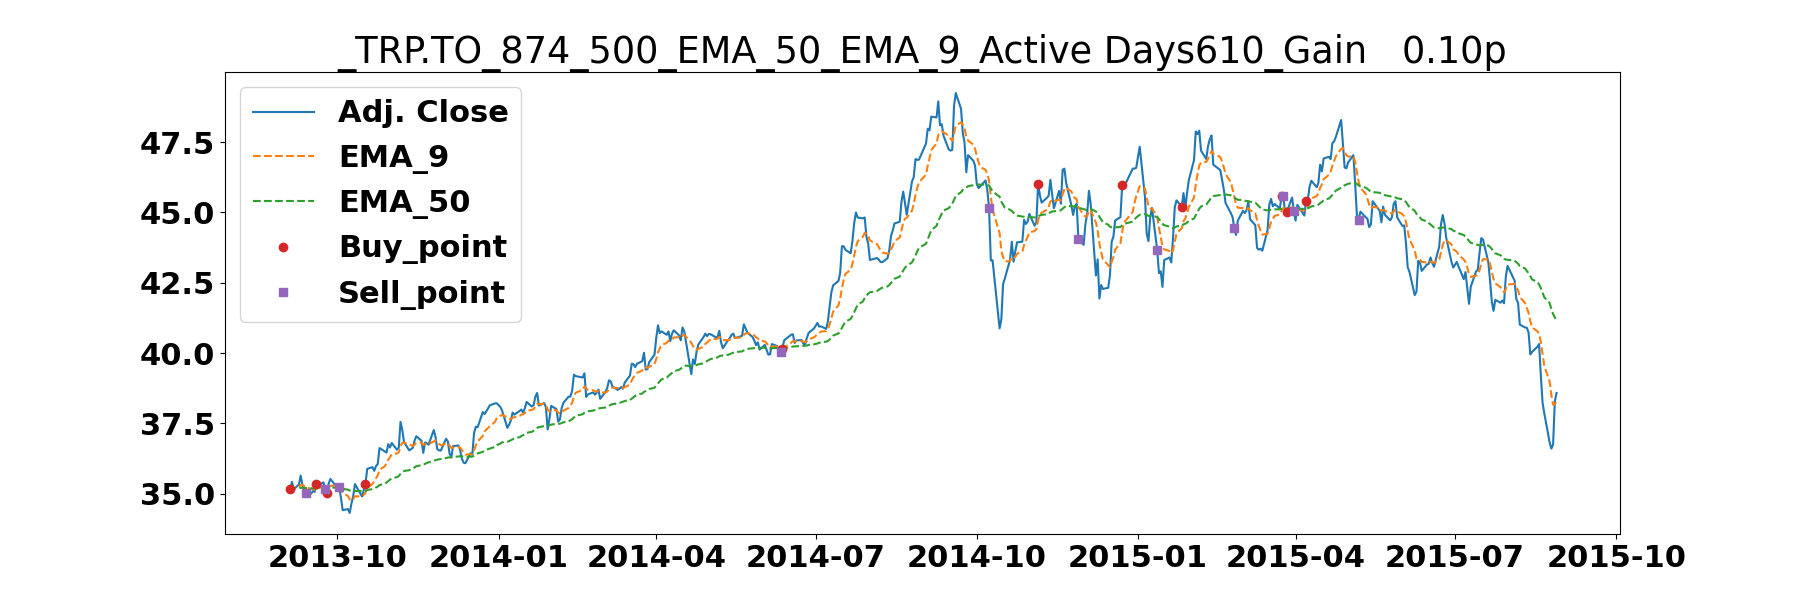 _TRP.TO_874_500_EMA_50_EMA_9_Active Days610_Gain   0.10p
Adj. Close
EMA_9
EMA_50
Buy_point
Sell_point
47.5
45.0
42.5
40.0
37.5
35.0
2013-10 2014-01 2014-04 2014-07 2014-10 2015-01 2015-04 2015-07 2015-10